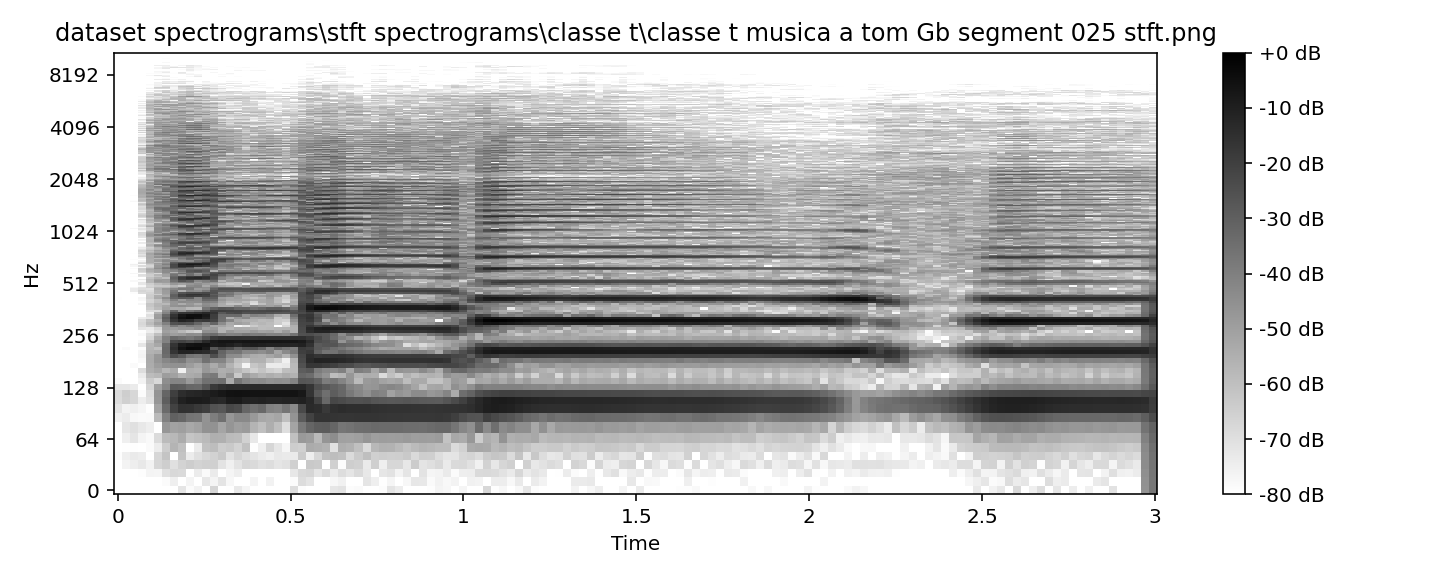 dataset spectrograms\stft spectrograms\classe t\classe t musica a tom Gb segment 025 stft.png
8192
4096
2048
1024
512
256
128
64
0
Hz
0
0.5
1
1.5
2
2.5
3
Time
+0 dB
-10 dB
-20 dB
-30 dB
-40 dB
-50 dB
-60 dB
-70 dB
-80 dB